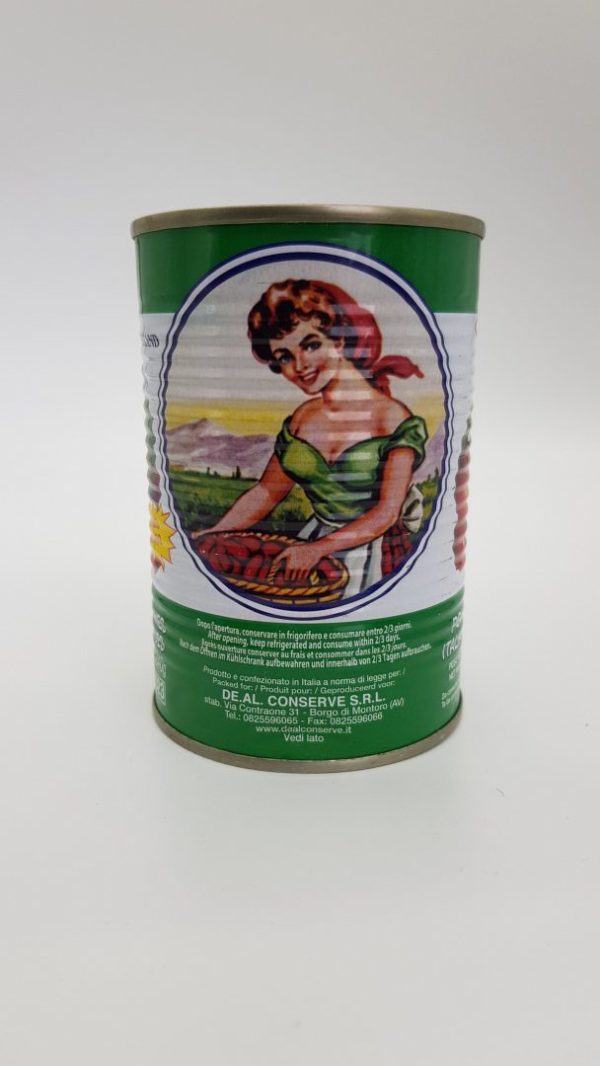 Dopo l'apertura, conservare in frigorifero e consumare entro 2/3 giorni.
After opening, keep refrigerated and consume within 2/3 days.
Après ouverture conserver au frais et consommer dans les 2/3 jours.
Nach dem Öffnen im Kühlschrank aufbewahren und innerhalb von 2/3 Tagen aufbrauchen.
Prodotto e confezionato in Italia a norma di legge per: /
Packed for: / Produit pour: / Geproduceerd voor:
DE.AL. CONSERVE S.R.L.
stab. Via Contraone 31 - Borgo di Montoro (AV)
Tel.: 0825596065 - Fax: 0825596066
www.dealconserve.it
Vedi lato